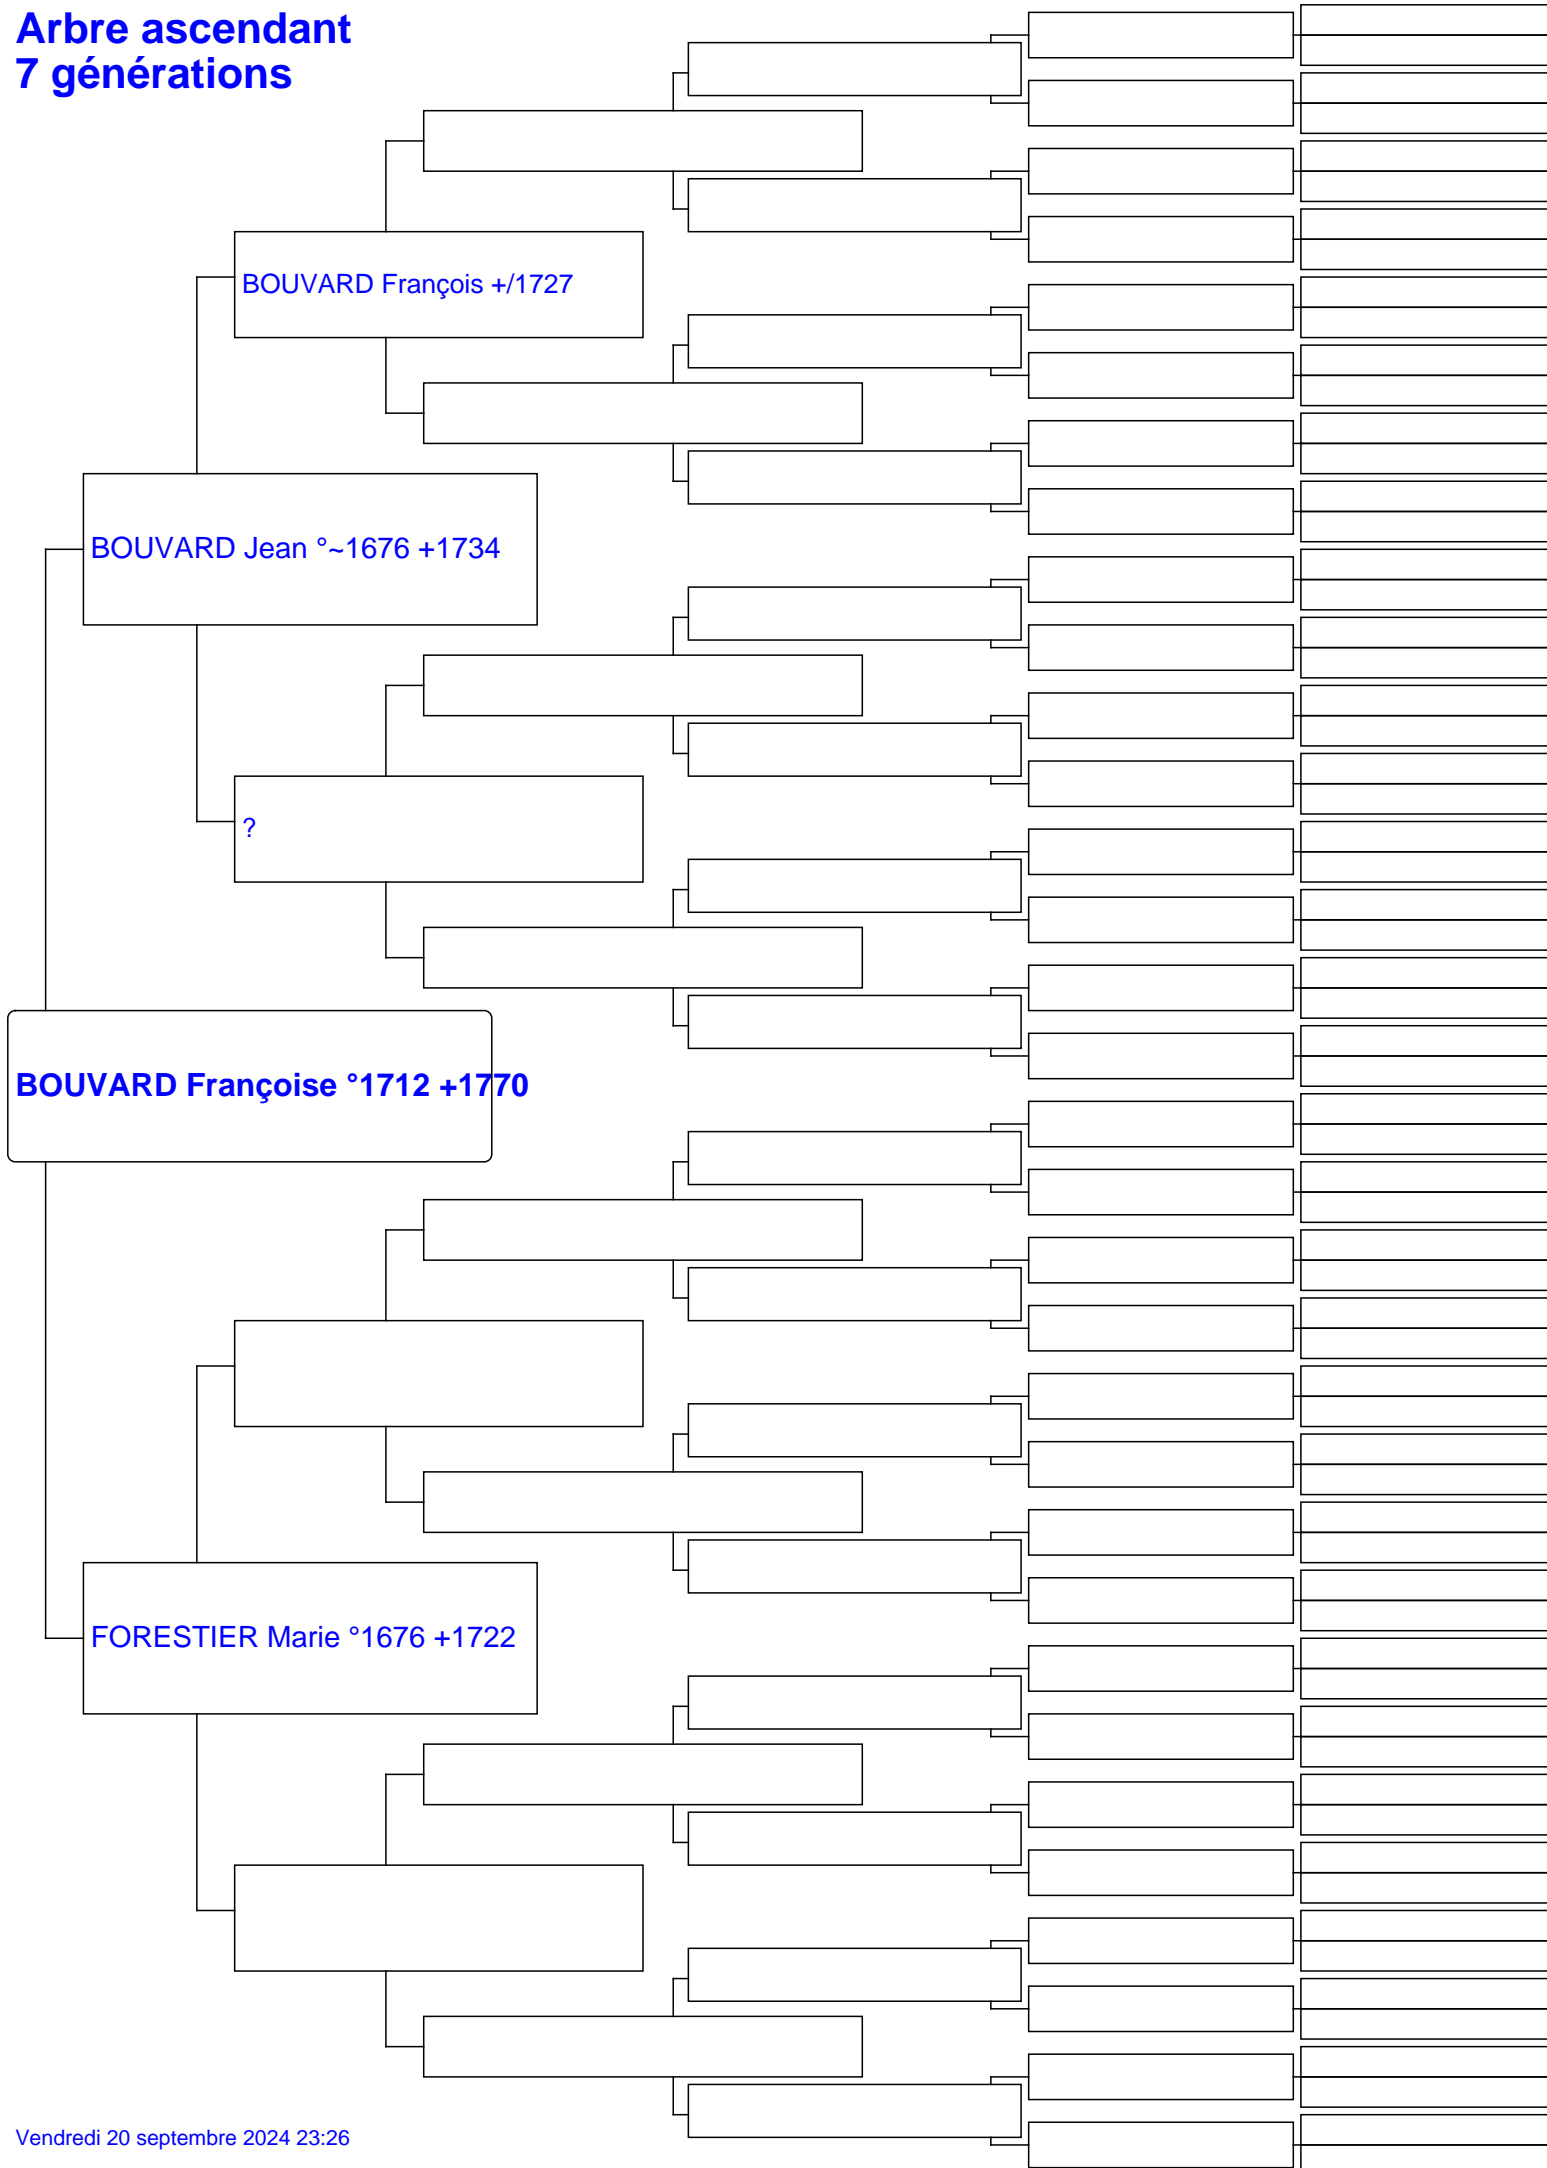 Arbre ascendant
7 générations
BOUVARD François +/1727
BOUVARD Jean °~1676 +1734
?
BOUVARD Françoise °1712 +1770
FORESTIER Marie °1676 +1722
Vendredi 20 septembre 2024 23:26